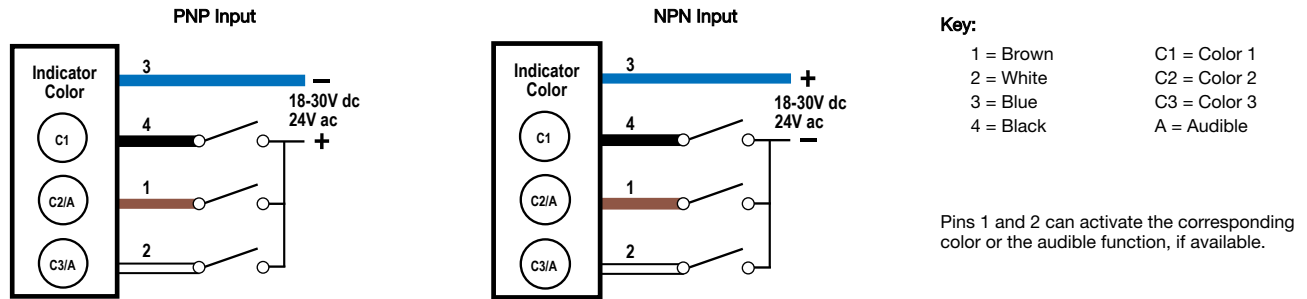 PNP Input
Indicator
Color
3
−
18-30V dc
24V ac
C1
4
+
C2/A
1
C3/A
2
NPN Input
Indicator
Color
3
+
18-30V dc
24V ac
C1
4
−
C2/A
1
C3/A
2
Key:
1 = Brown C1 = Color 1
2 = White C2 = Color 2
3 = Blue C3 = Color 3
4 = Black A = Audible
Pins 1 and 2 can activate the corresponding
color or the audible function, if available.